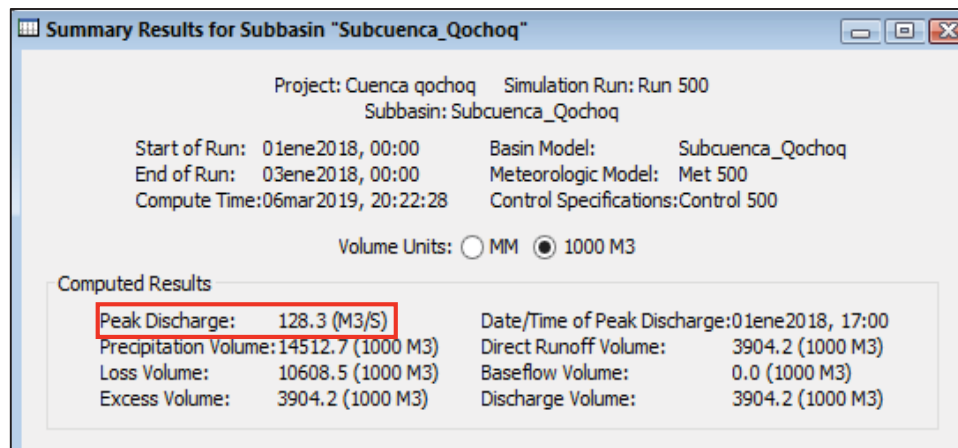 Summary Results for Subbasin "Subcuenca_Qochoq"
Project: Cuenca qochoq Simulation Run: Run 500
Subbasin: Subcuenca_Qochoq
Start of Run: 01ene2018, 00:00 Basin Model: Subcuenca_Qochoq
End of Run: 03ene2018, 00:00 Meteorologic Model: Met 500
Compute Time:06mar2019, 20:22:28 Control Specifications:Control 500
Volume Units: MM 1000 M3
Computed Results
Peak Discharge: 128.3 (M3/S) Date/Time of Peak Discharge:01ene2018, 17:00
Precipitation Volume:14512.7 (1000 M3) Direct Runoff Volume: 3904.2 (1000 M3)
Loss Volume: 10608.5 (1000 M3) Baseflow Volume: 0.0 (1000 M3)
Excess Volume: 3904.2 (1000 M3) Discharge Volume: 3904.2 (1000 M3)